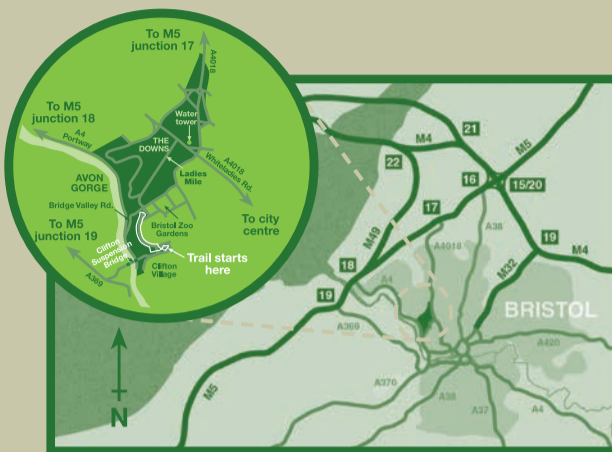 To M5
junction 17
A4018
To M5
junction 18
A4
Portway
Water
tower
THE
DOWNS
Ladies
Mile
A4018
Whiteladies Rd.
AVON
GORGE
Bridge Valley Rd.
Bristol Zoo
Gardens
To city
centre
To M5
junction 19
Clifton
Suspension
Bridge
Trail starts
here
A369
Clifton
Village
N
21
M4
M5
22
16
15/20
17
M49
A4018
A38
19
M4
18
A4
M32
19
BRISTOL
A369
A420
M5
A370
A38
A37
A4